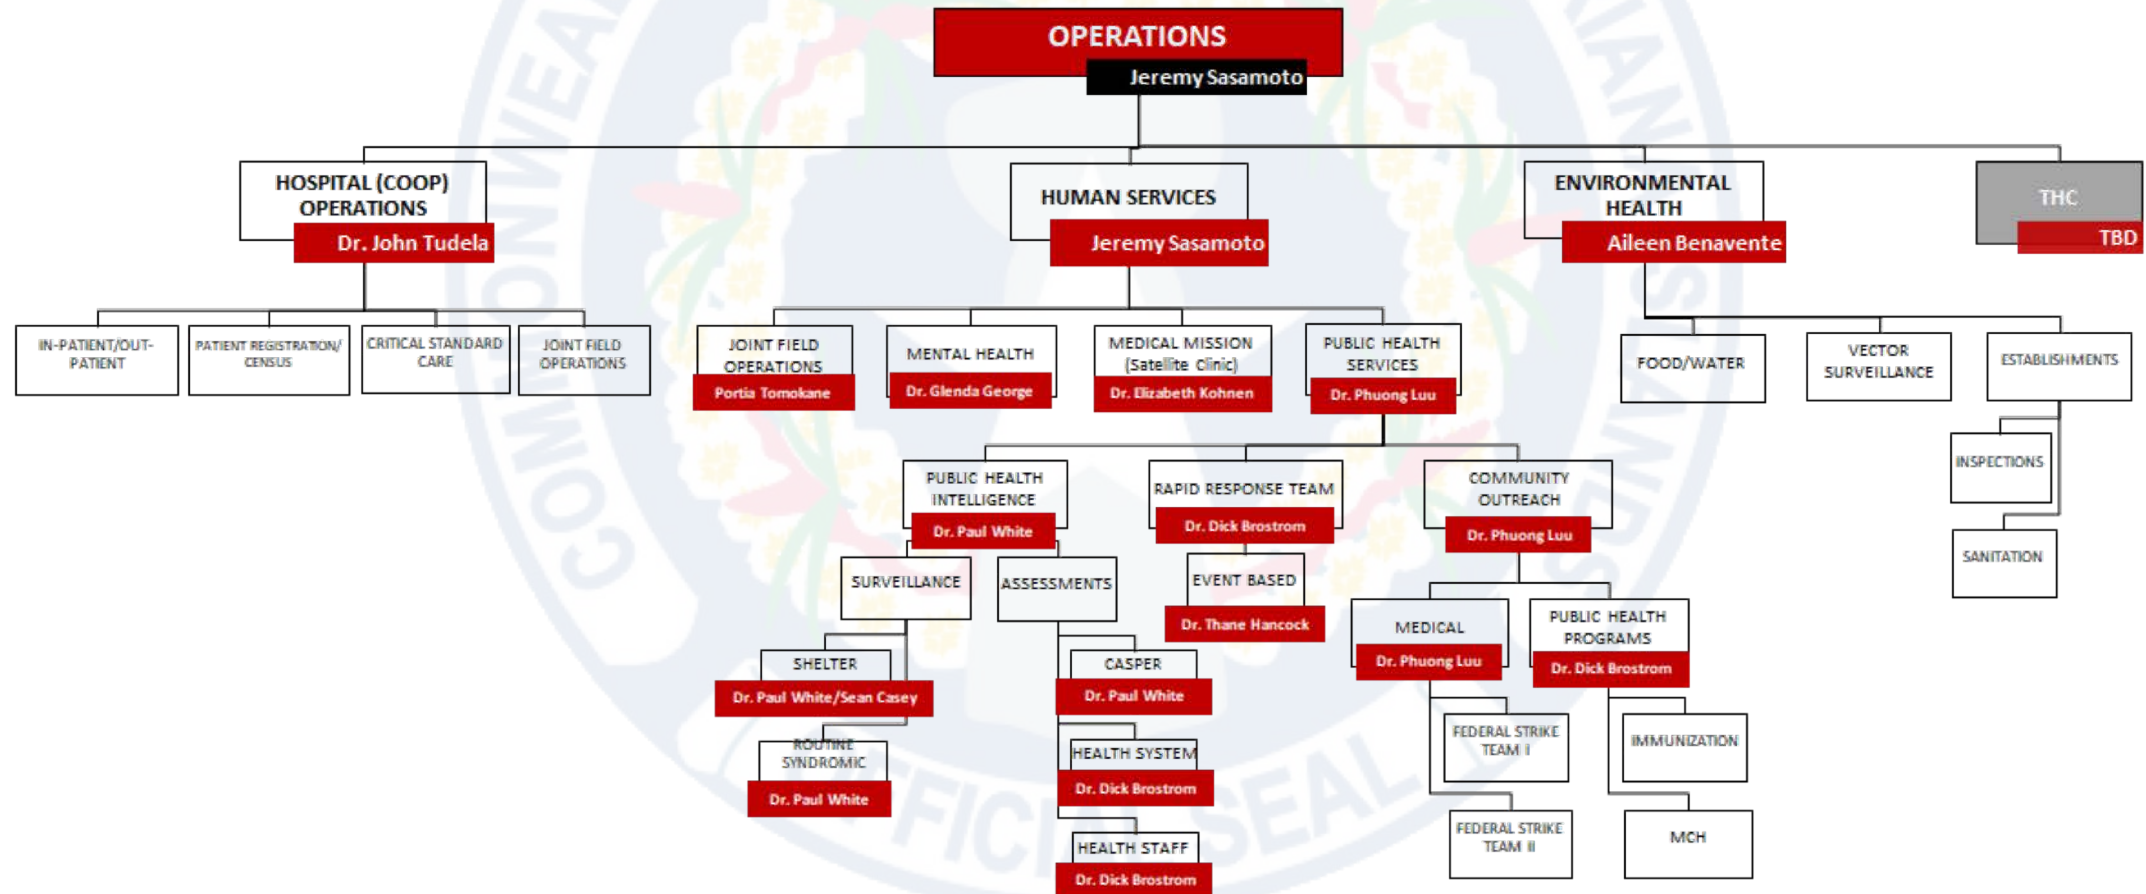 OPERATIONS
Jeremy Sasamoto
HOSPITAL (COOP)
OPERATIONS
Dr. John Tudela
HUMAN SERVICES
Jeremy Sasamoto
ENVIRONMENTAL
HEALTH
Aileen Benavente
THC
TBD
IN-PATIENT/OUT-
PATIENT
PATIENT REGISTRATION/
CENSUS
CRITICAL STANDARD
CARE
JOINT FIELD
OPERATIONS
JOINT FIELD
OPERATIONS
Portia Tomokane
MENTAL HEALTH
Dr. Glenda George
MEDICAL MISSION
(Satellite Clinic)
Dr. Elizabeth Kohnen
PUBLIC HEALTH
SERVICES
Dr. Phuong Luu
FOOD/WATER
VECTOR
SURVEILLANCE
ESTABLISHMENTS
INSPECTIONS
SANITATION
PUBLIC HEALTH
INTELLIGENCE
Dr. Paul White
RAPID RESPONSE TEAM
Dr. Dick Brostrom
COMMUNITY
OUTREACH
Dr. Phuong Luu
SURVEILLANCE
ASSESSMENTS
EVENT BASED
Dr. Thane Hancock
MEDICAL
Dr. Phuong Luu
PUBLIC HEALTH
PROGRAMS
Dr. Dick Brostrom
SHELTER
Dr. Paul White/Sean Casey
ROUTINE
SYNDROMIC
Dr. Paul White
CASPER
Dr. Paul White
HEALTH SYSTEM
Dr. Dick Brostrom
HEALTH STAFF
Dr. Dick Brostrom
FEDERAL STRIKE
TEAM I
FEDERAL STRIKE
TEAM II
IMMUNIZATION
MCH
OFFICIAL SEAL